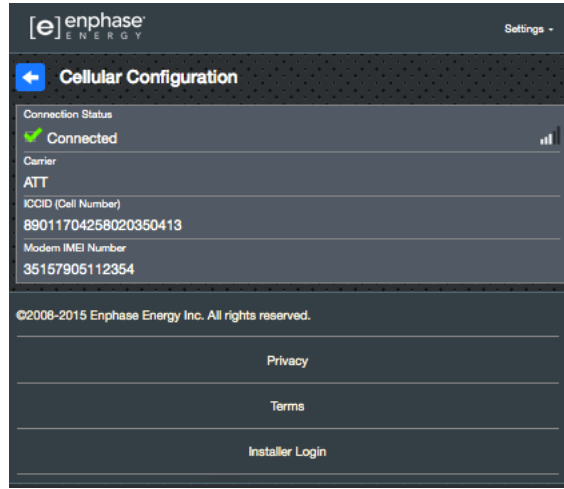 [e] enphase
ENERGY
Settings
Cellular Configuration
Connection Status
Connected
Carrier
ATT
ICCID (Cell Number)
89011704258020350413
Modem IMEI Number
35157905112354
©2008-2015 Enphase Energy Inc. All rights reserved.
Privacy
Terms
Installer Login